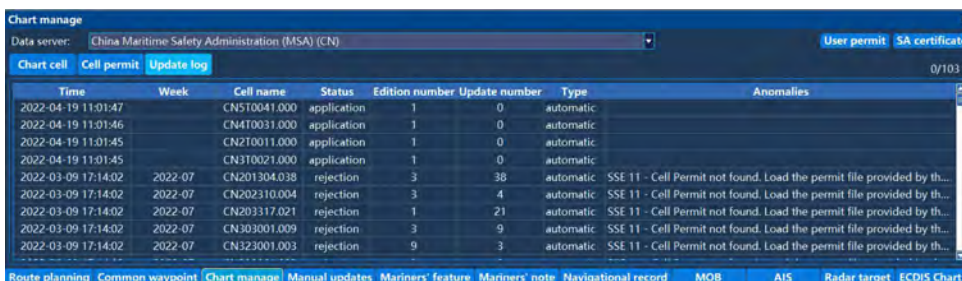 Chart manage
Data server: China Maritime Safety Administration (MSA) (CN) User permit SA certificate
Chart cell Cell permit Update log 0/103
Time Week Cell name Status Edition number Update number Type Anomalies
2022-04-19 11:01:47 CN5T0041.000 application 1 0 automatic
2022-04-19 11:01:46 CN4T0031.000 application 1 0 automatic
2022-04-19 11:01:45 CN2T0011.000 application 1 0 automatic
2022-04-19 11:01:45 CN3T0021.000 application 1 0 automatic
2022-03-09 17:14:02 2022-07 CN201304.038 rejection 3 38 automatic SSE 11 - Cell Permit not found. Load the permit file provided by th...
2022-03-09 17:14:02 2022-07 CN202310.004 rejection 3 4 automatic SSE 11 - Cell Permit not found. Load the permit file provided by th...
2022-03-09 17:14:02 2022-07 CN203317.021 rejection 1 21 automatic SSE 11 - Cell Permit not found. Load the permit file provided by th...
2022-03-09 17:14:02 2022-07 CN303001.009 rejection 3 9 automatic SSE 11 - Cell Permit not found. Load the permit file provided by th...
2022-03-09 17:14:02 2022-07 CN323001.003 rejection 9 3 automatic SSE 11 - Cell Permit not found. Load the permit file provided by th...
Route planning Common waypoint Chart manage Manual updates Mariners' feature Mariners' note Navigational record MOB AIS Radar target ECDIS Chart